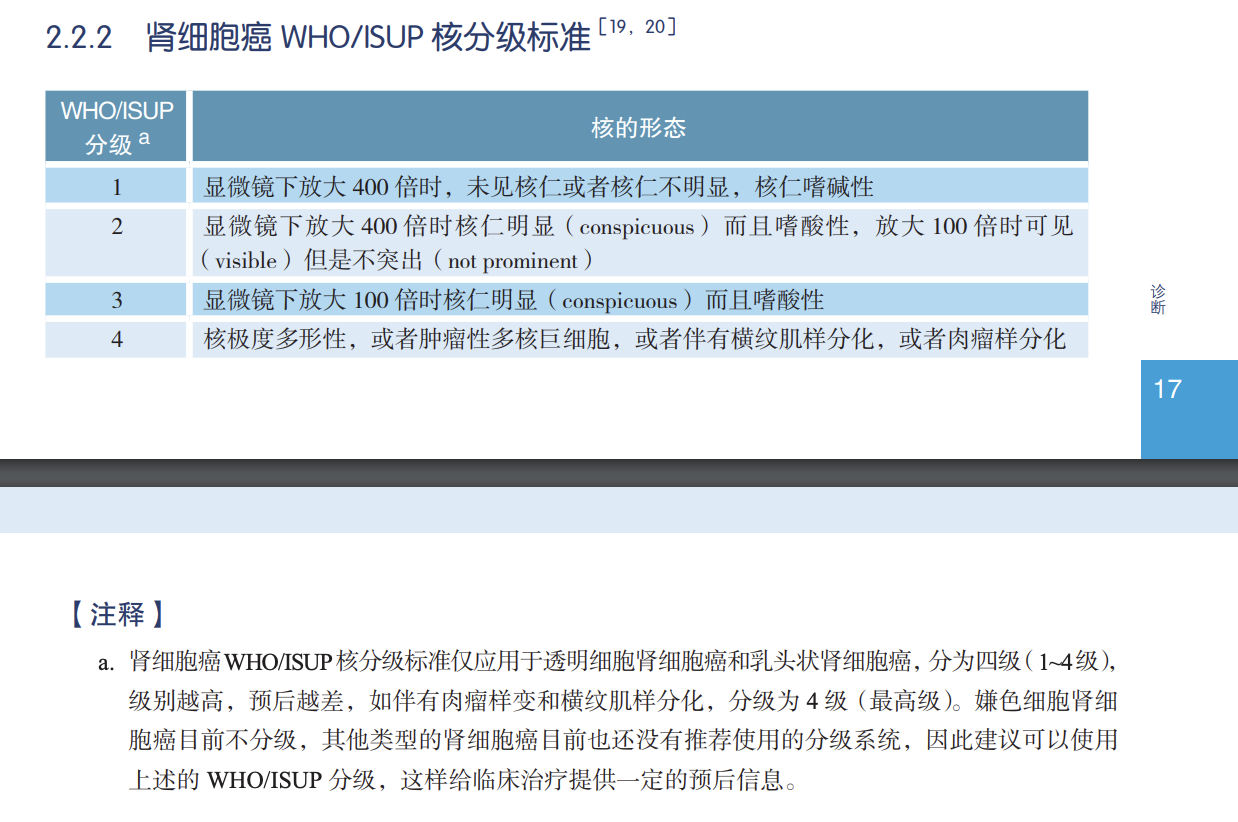 2.2.2 肾细胞癌 WHO/ISUP 核分级标准[19, 20]
WHO/ISUP
分级 a
核的形态
1 显微镜下放大 400 倍时，未见核仁或者核仁不明显，核仁嗜碱性
2 显微镜下放大 400 倍时核仁明显（conspicuous）而且嗜酸性，放大 100 倍时可见
（visible）但是不突出（not prominent）
3 显微镜下放大 100 倍时核仁明显（conspicuous）而且嗜酸性
4 核极度多形性，或者肿瘤性多核巨细胞，或者伴有横纹肌样分化，或者肉瘤样分化
诊
断
17
【注释】
a. 肾细胞癌WHO/ISUP核分级标准仅应用于透明细胞肾细胞癌和乳头状肾细胞癌，分为四级（1~4级），
级别越高，预后越差，如伴有肉瘤样变和横纹肌样分化，分级为 4 级（最高级）。嫌色细胞肾细
胞癌目前不分级，其他类型的肾细胞癌目前也还没有推荐使用的分级系统，因此建议可以使用
上述的 WHO/ISUP 分级，这样给临床治疗提供一定的预后信息。